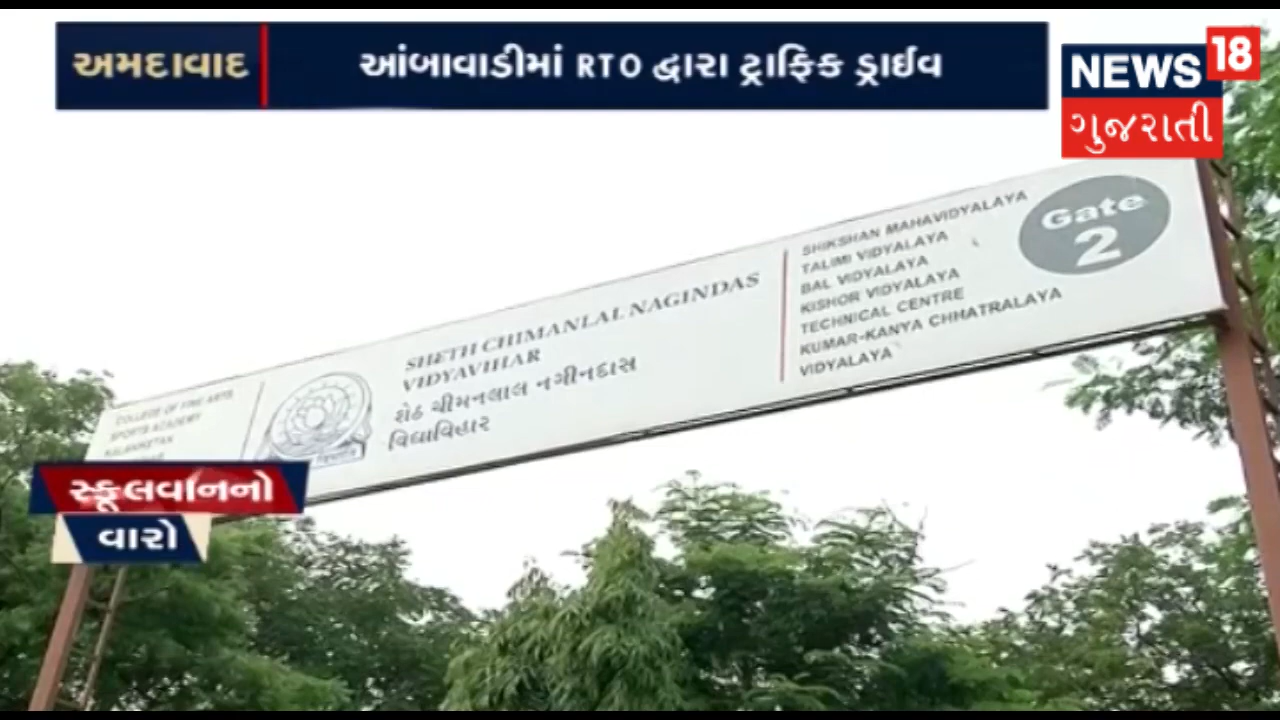 અમદાવાદ
આંબાવાડીમાં RTO દ્વારા ટ્રાફિક ડ્રાઈવ
NEWS 18
ગુજરાતી
SHIKSHAN MAHAVIDYALAYA
TALIMI VIDYALAYA
BAL VIDYALAYA
KISHOR VIDYALAYA
TECHNICAL CENTRE
KUMAR-KANYA CHHATRALAYA
VIDYALAYA
Gate
2
SHETH CHIMANLAL NAGINDAS
VIDYAVIHAR
શેઠ ચીમનલાલ નગીનદાસ
વિદ્યાવિહાર
COLLEGE OF FINE ARTS
SPORTS ACADEMY
સ્કૂલવાનનો
વારો